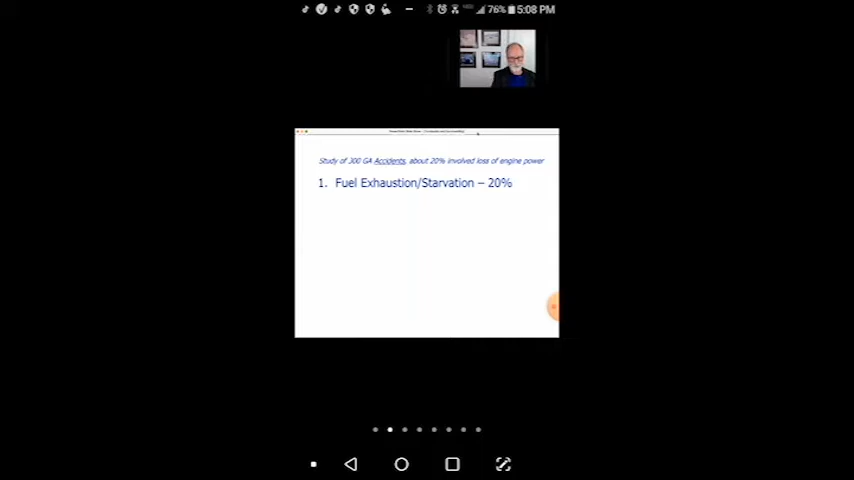 76% 5:08 PM
Study of 300 GA Accidents, about 20% involved loss of engine power
1. Fuel Exhaustion/Starvation – 20%